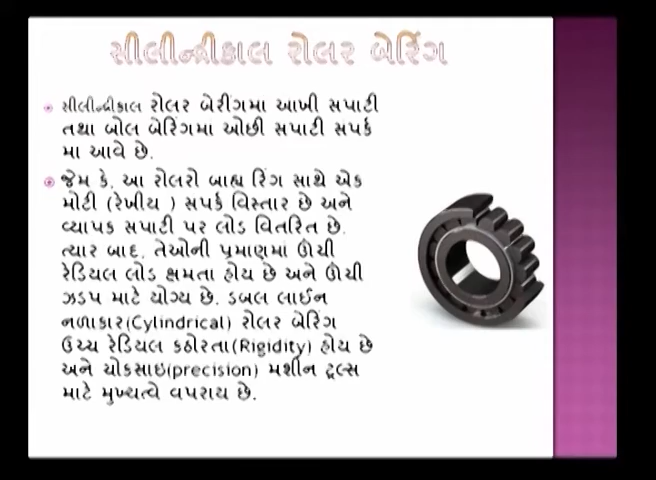 સીલીન્દ્રીકાલ રોલર બેરિંગ
સીલીન્દ્રીકાલ રોલર બેરીંગમા આખી સપાટી
તથા બોલ બેરિંગમા ઓછી સપાટી સપર્ક
મા આવે છે.
જેમ કે, આ રોલરો બાહ્ય રિંગ સાથે એક
મોટી (રેખીય ) સપર્ક વિસ્તાર છે અને
વ્યાપક સપાટી પર લોડ વિતરિત છે.
ત્યાર બાદ, તેઓની પ્રમાણમાં ઊંચી
રેડિયલ લોડ ક્ષમતા હોય છે અને ઊંચી
ઝડપ માટે યોગ્ય છે. ડબલ લાઈન
નળાકાર(Cylindrical) રોલર બેરિંગ
ઉચ્ચ રેડિયલ કઠોરતા(Rigidity) હોય છે
અને ચોકસાઇ(precision) મશીન ટૂલ્સ
માટે મુખ્યત્વે વપરાય છે.